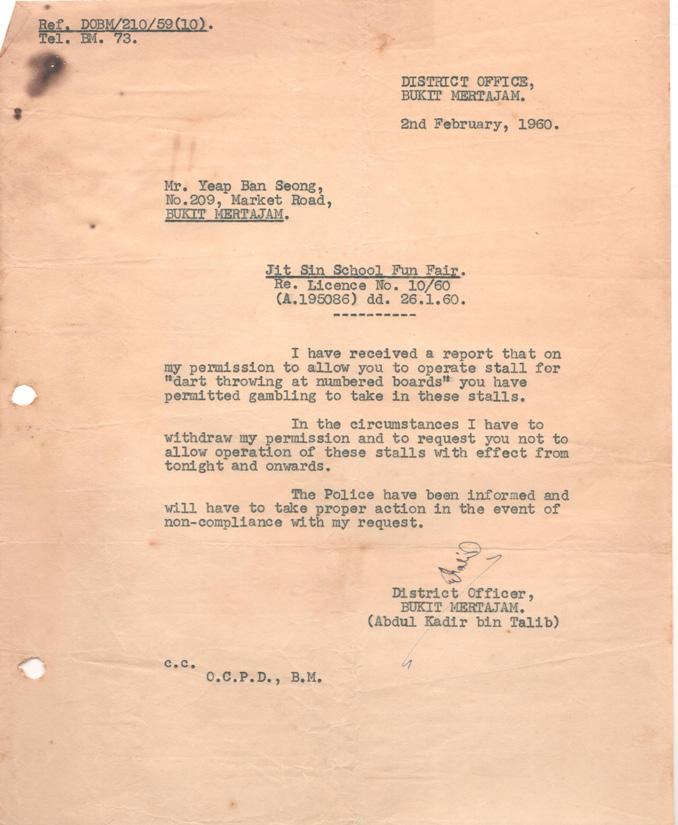 Ref. DOBM/210/59(10).
Tel. BM. 73.
DISTRICT OFFICE,
BUKIT MERTAJAM.
2nd February, 1960.
Mr. Yeap Ban Seong,
No.209, Market Road,
BUKIT MERTAJAM.
Jit Sin School Fun Fair.
Re. Licence No. 10/60
(A.195086) dd. 26.1.60.
----------
I have received a report that on
my permission to allow you to operate stall for
"dart throwing at numbered boards" you have
permitted gambling to take in these stalls.
In the circumstances I have to
withdraw my permission and to request you not to
allow operation of these stalls with effect from
tonight and onwards.
The Police have been informed and
will have to take proper action in the event of
non-compliance with my request.
District Officer,
BUKIT MERTAJAM.
(Abdul Kadir bin Talib)
c.c.
O.C.P.D., B.M.